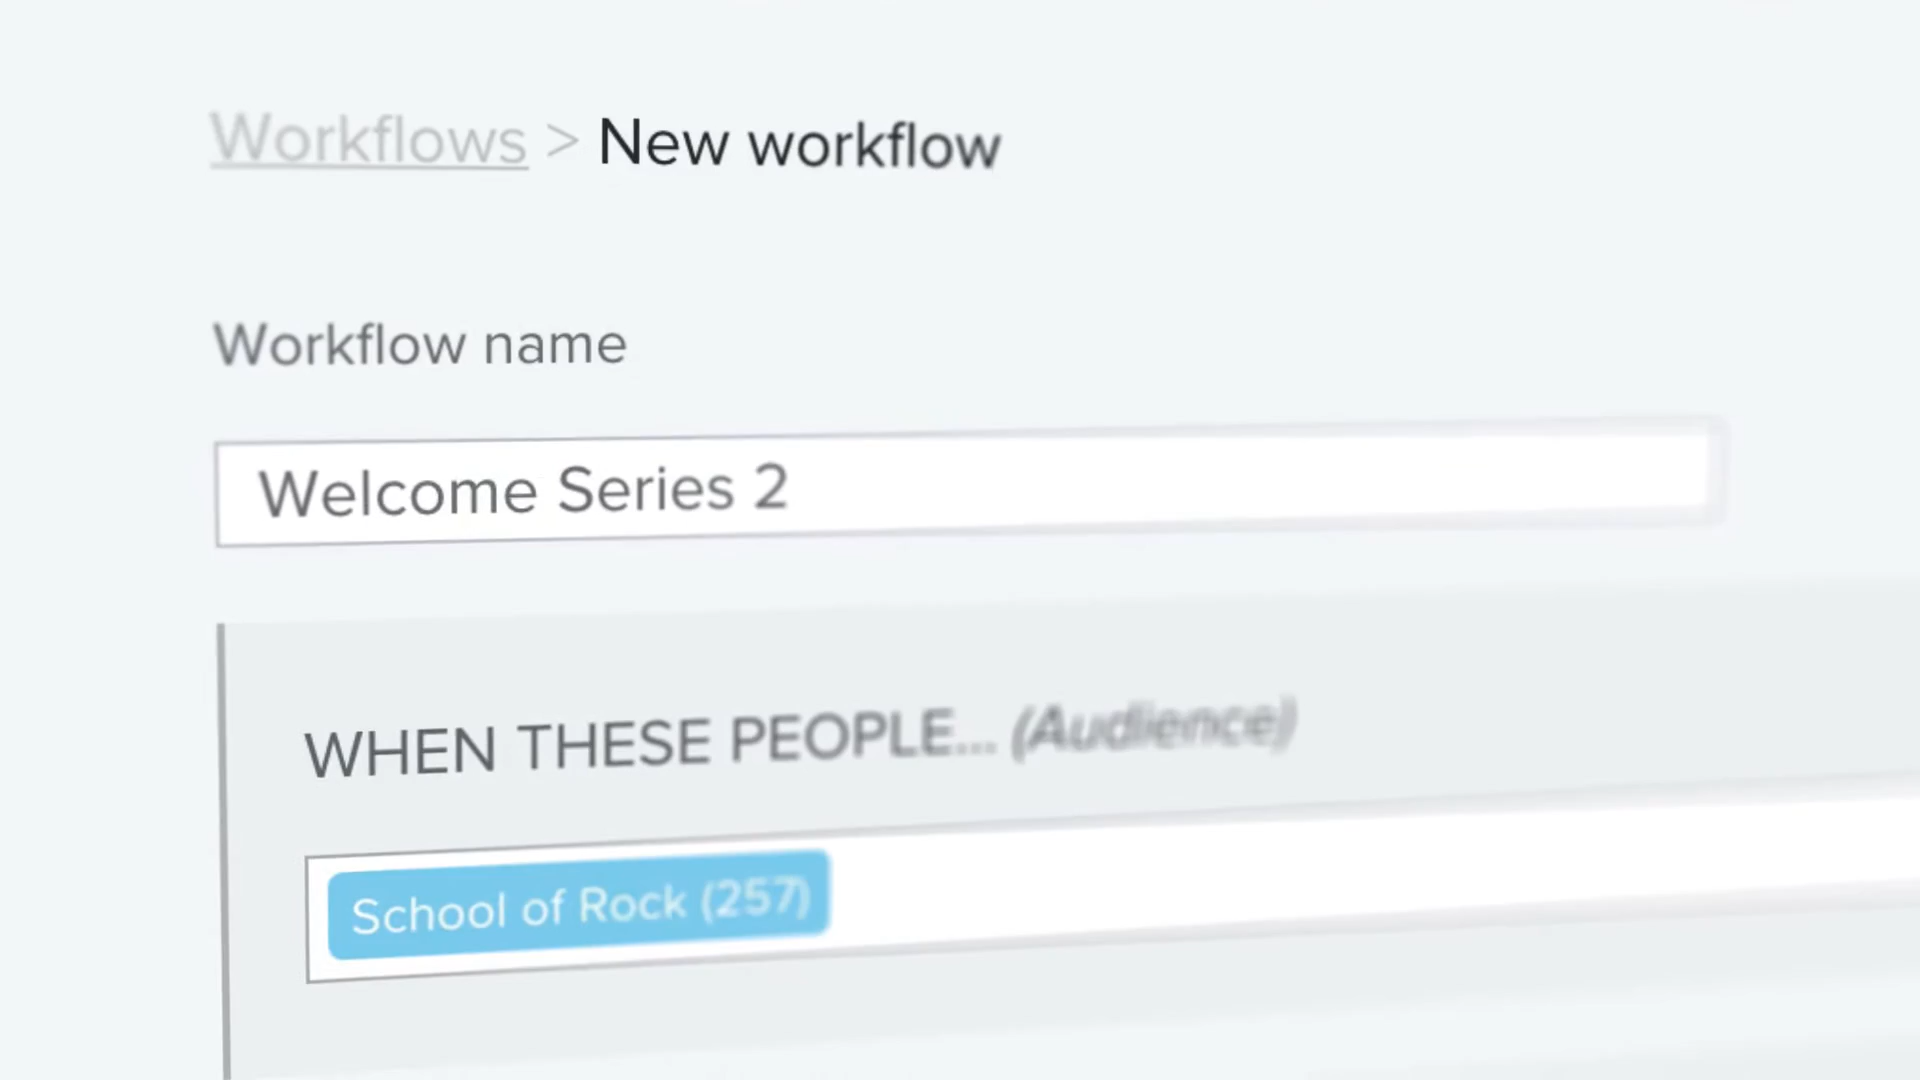 Workflows > New workflow
Workflow name
Welcome Series 2
WHEN THESE PEOPLE... (Audience)
School of Rock (257)